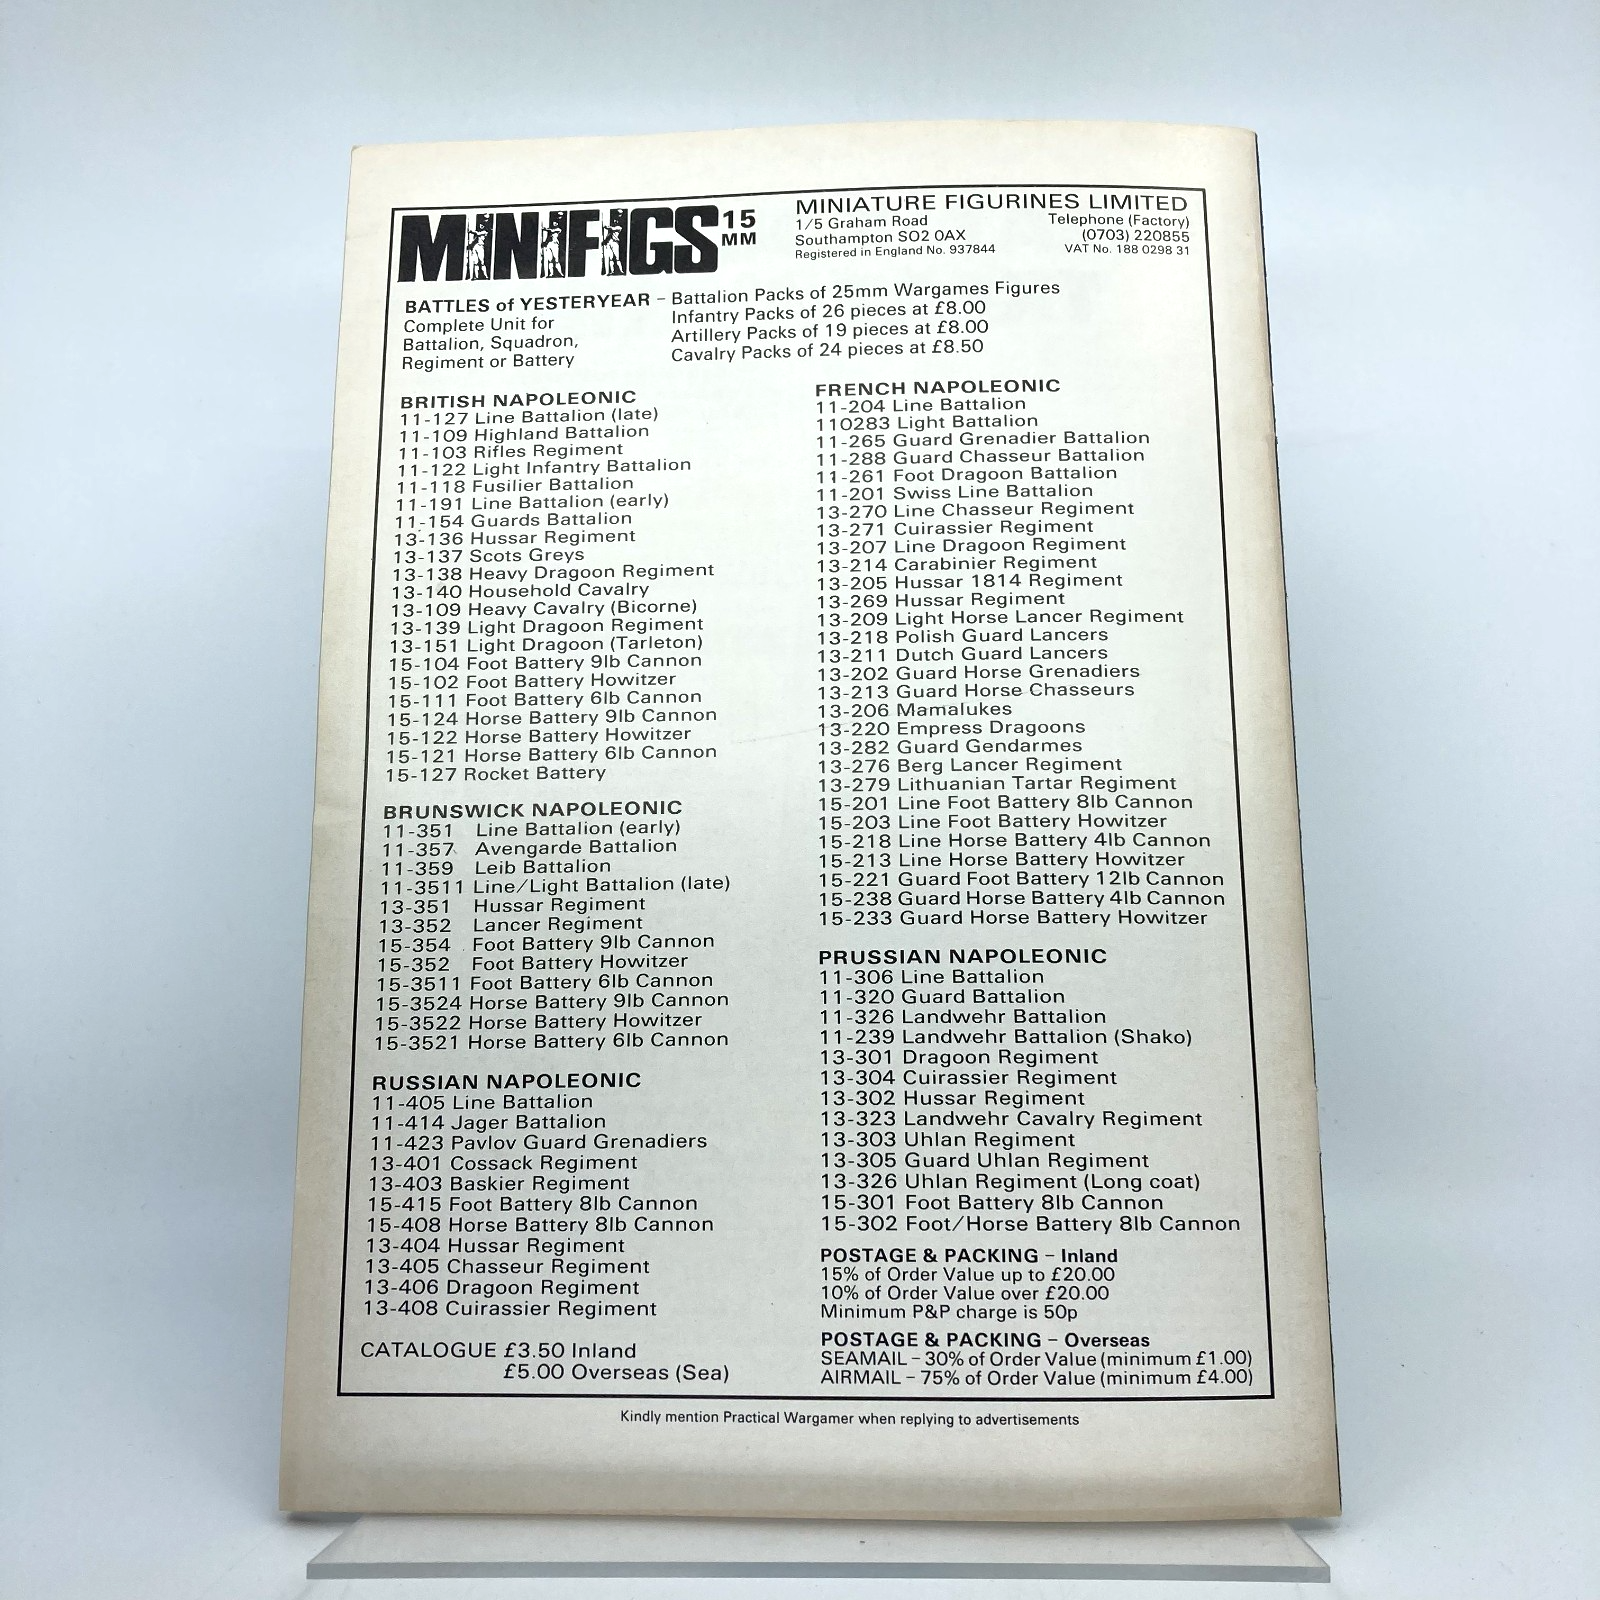 MINIFIGS 15 MM
MINIATURE FIGURINES LIMITED
1/5 Graham Road
Southampton SO2 0AX
Registered in England No. 937844
Telephone (Factory)
(0703) 220855
VAT No. 188 0298 31
BATTLES of YESTERYEAR – Battalion Packs of 25mm Wargames Figures
Complete Unit for
Battalion, Squadron,
Regiment or Battery
Infantry Packs of 26 pieces at £8.00
Artillery Packs of 19 pieces at £8.00
Cavalry Packs of 24 pieces at £8.50
BRITISH NAPOLEONIC
11-127 Line Battalion (late)
11-109 Highland Battalion
11-103 Rifles Regiment
11-122 Light Infantry Battalion
11-118 Fusilier Battalion
11-191 Line Battalion (early)
11-154 Guards Battalion
13-136 Hussar Regiment
13-137 Scots Greys
13-138 Heavy Dragoon Regiment
13-140 Household Cavalry
13-109 Heavy Cavalry (Bicorne)
13-139 Light Dragoon Regiment
13-151 Light Dragoon (Tarleton)
15-104 Foot Battery 9lb Cannon
15-102 Foot Battery Howitzer
15-111 Foot Battery 6lb Cannon
15-124 Horse Battery 9lb Cannon
15-122 Horse Battery Howitzer
15-121 Horse Battery 6lb Cannon
15-127 Rocket Battery
BRUNSWICK NAPOLEONIC
11-351 Line Battalion (early)
11-357 Avengarde Battalion
11-359 Leib Battalion
11-3511 Line/Light Battalion (late)
13-351 Hussar Regiment
13-352 Lancer Regiment
15-354 Foot Battery 9lb Cannon
15-352 Foot Battery Howitzer
15-3511 Foot Battery 6lb Cannon
15-3524 Horse Battery 9lb Cannon
15-3522 Horse Battery Howitzer
15-3521 Horse Battery 6lb Cannon
RUSSIAN NAPOLEONIC
11-405 Line Battalion
11-414 Jager Battalion
11-423 Pavlov Guard Grenadiers
13-401 Cossack Regiment
13-403 Baskier Regiment
15-415 Foot Battery 8lb Cannon
15-408 Horse Battery 8lb Cannon
13-404 Hussar Regiment
13-405 Chasseur Regiment
13-406 Dragoon Regiment
13-408 Cuirassier Regiment
CATALOGUE £3.50 Inland
£5.00 Overseas (Sea)
FRENCH NAPOLEONIC
11-204 Line Battalion
110283 Light Battalion
11-265 Guard Grenadier Battalion
11-288 Guard Chasseur Battalion
11-261 Foot Dragoon Battalion
11-201 Swiss Line Battalion
13-270 Line Chasseur Regiment
13-271 Cuirassier Regiment
13-207 Line Dragoon Regiment
13-214 Carabinier Regiment
13-205 Hussar 1814 Regiment
13-269 Hussar Regiment
13-209 Light Horse Lancer Regiment
13-218 Polish Guard Lancers
13-211 Dutch Guard Lancers
13-202 Guard Horse Grenadiers
13-213 Guard Horse Chasseurs
13-206 Mamalukes
13-220 Empress Dragoons
13-282 Guard Gendarmes
13-276 Berg Lancer Regiment
13-279 Lithuanian Tartar Regiment
15-201 Line Foot Battery 8lb Cannon
15-203 Line Foot Battery Howitzer
15-218 Line Horse Battery 4lb Cannon
15-213 Line Horse Battery Howitzer
15-221 Guard Foot Battery 12lb Cannon
15-238 Guard Horse Battery 4lb Cannon
15-233 Guard Horse Battery Howitzer
PRUSSIAN NAPOLEONIC
11-306 Line Battalion
11-320 Guard Battalion
11-326 Landwehr Battalion
11-239 Landwehr Battalion (Shako)
13-301 Dragoon Regiment
13-304 Cuirassier Regiment
13-302 Hussar Regiment
13-323 Landwehr Cavalry Regiment
13-303 Uhlan Regiment
13-305 Guard Uhlan Regiment
13-326 Uhlan Regiment (Long coat)
15-301 Foot Battery 8lb Cannon
15-302 Foot/Horse Battery 8lb Cannon
POSTAGE & PACKING – Inland
15% of Order Value up to £20.00
10% of Order Value over £20.00
Minimum P&P charge is 50p
POSTAGE & PACKING – Overseas
SEAMAIL – 30% of Order Value (minimum £1.00)
AIRMAIL – 75% of Order Value (minimum £4.00)
Kindly mention Practical Wargamer when replying to advertisements